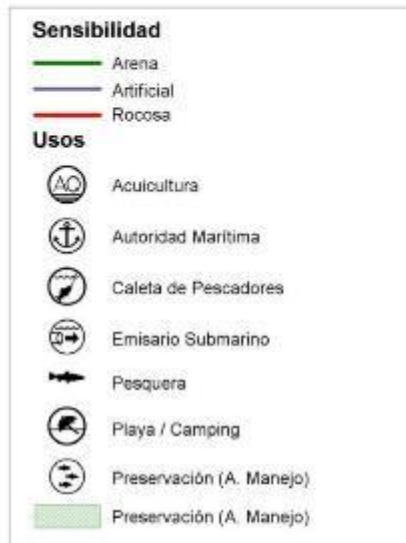 Sensibilidad
Arena
Artificial
Rocosa
Usos
AQ Acuicultura
Autoridad Marítima
Caleta de Pescadores
Emisario Submarino
Pesquera
Playa / Camping
Preservación (A. Manejo)
Preservación (A. Manejo)